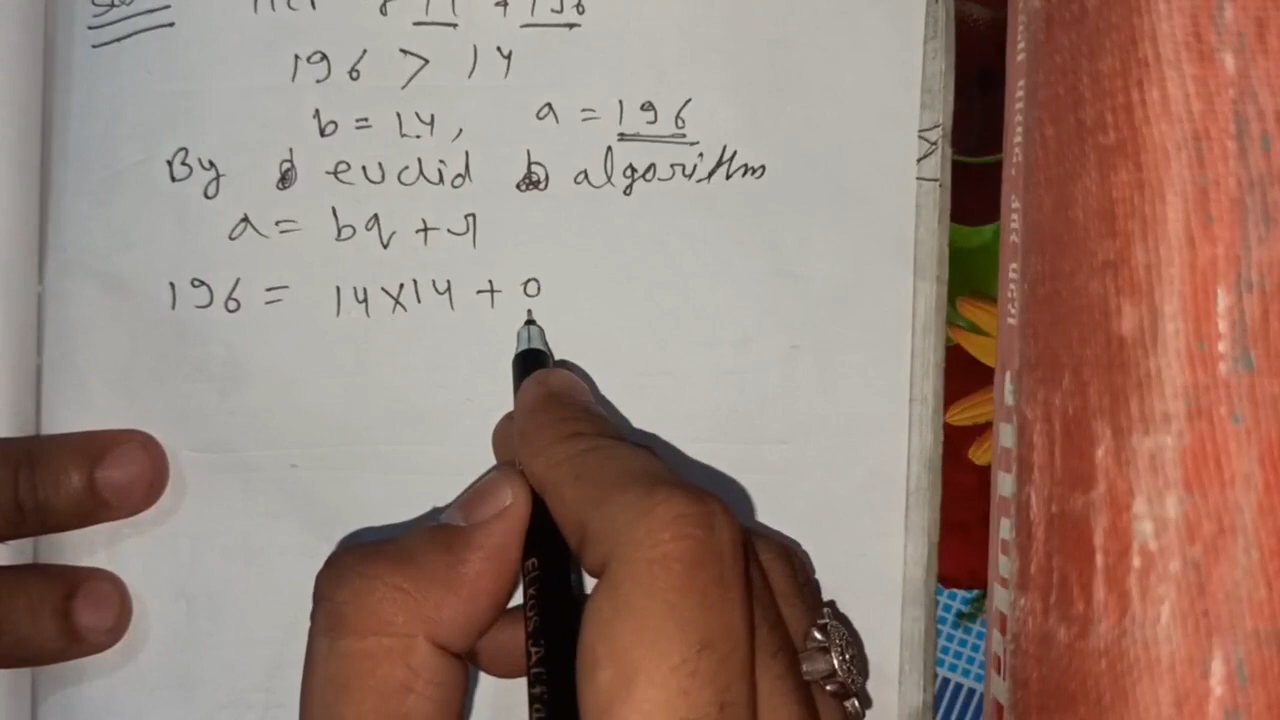 196 > 14
b = 14, a = 196
By euclid algorithm
a = bq + r
196 = 14 × 14 + 0